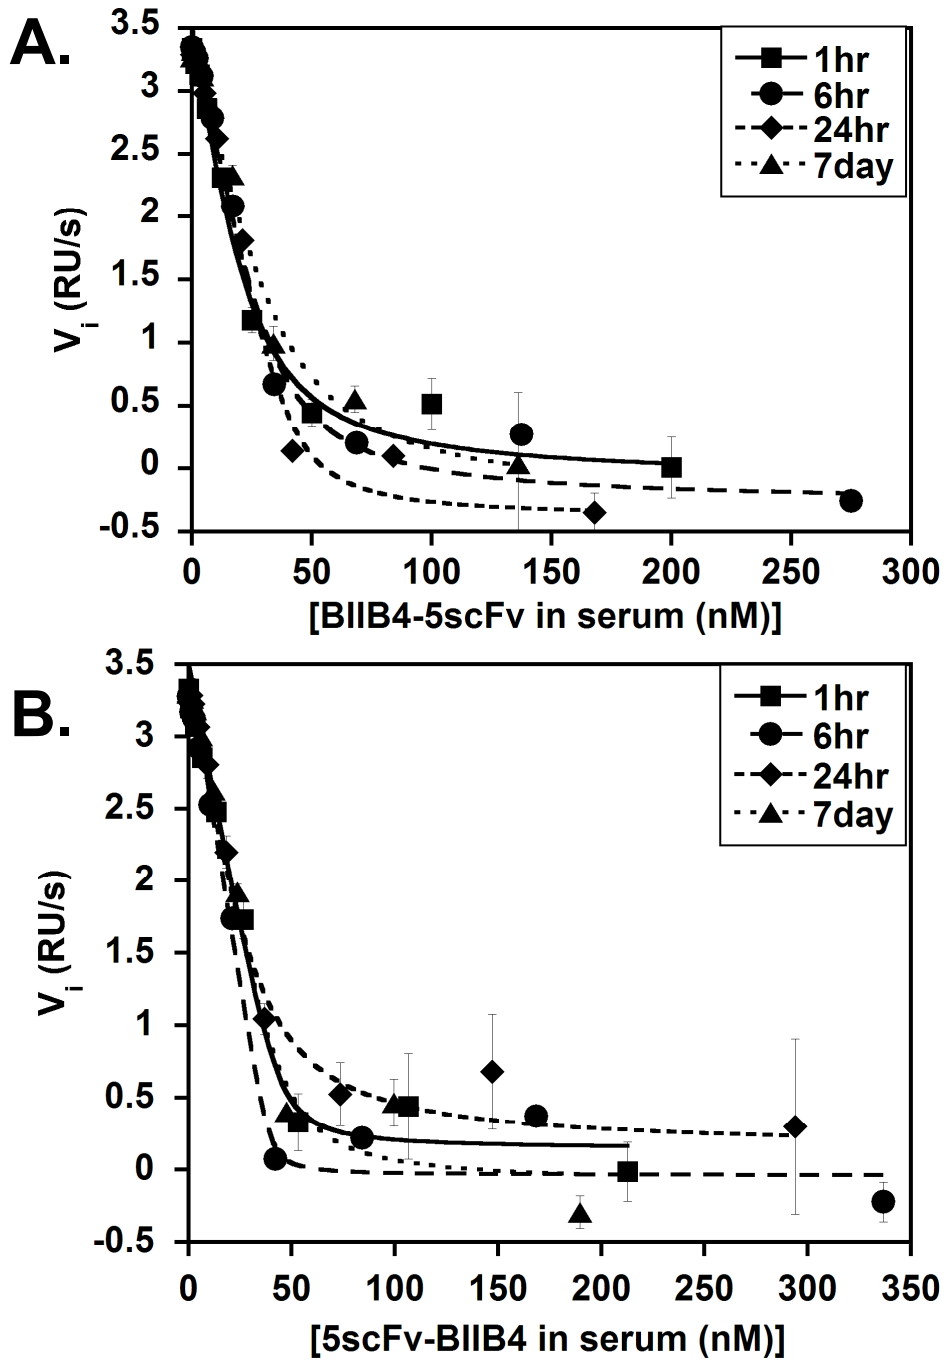 A.
3.5
3
2.5
2
1.5
1
0.5
0
-0.5
V i (RU/s)
1hr
6hr
24hr
7day
0 50 100 150 200 250 300
[BIIB4-5scFv in serum (nM)]
B.
3.5
3
2.5
2
1.5
1
0.5
0
-0.5
V i (RU/s)
1hr
6hr
24hr
7day
0 50 100 150 200 250 300 350
[5scFv-BIIB4 in serum (nM)]